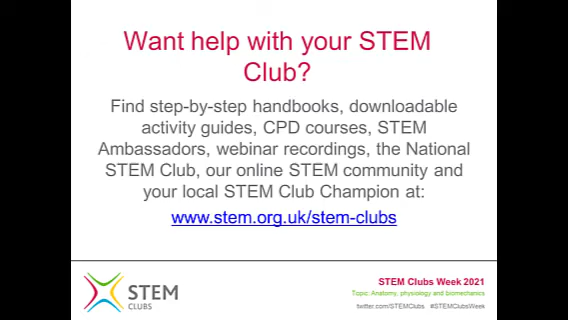 Want help with your STEM
Club?
Find step-by-step handbooks, downloadable
activity guides, CPD courses, STEM
Ambassadors, webinar recordings, the National
STEM Club, our online STEM community and
your local STEM Club Champion at:
www.stem.org.uk/stem-clubs
STEM
CLUBS
STEM Clubs Week 2021
Topic: Anatomy, physiology and biomechanics
twitter.com/STEMClubs #STEMClubsWeek